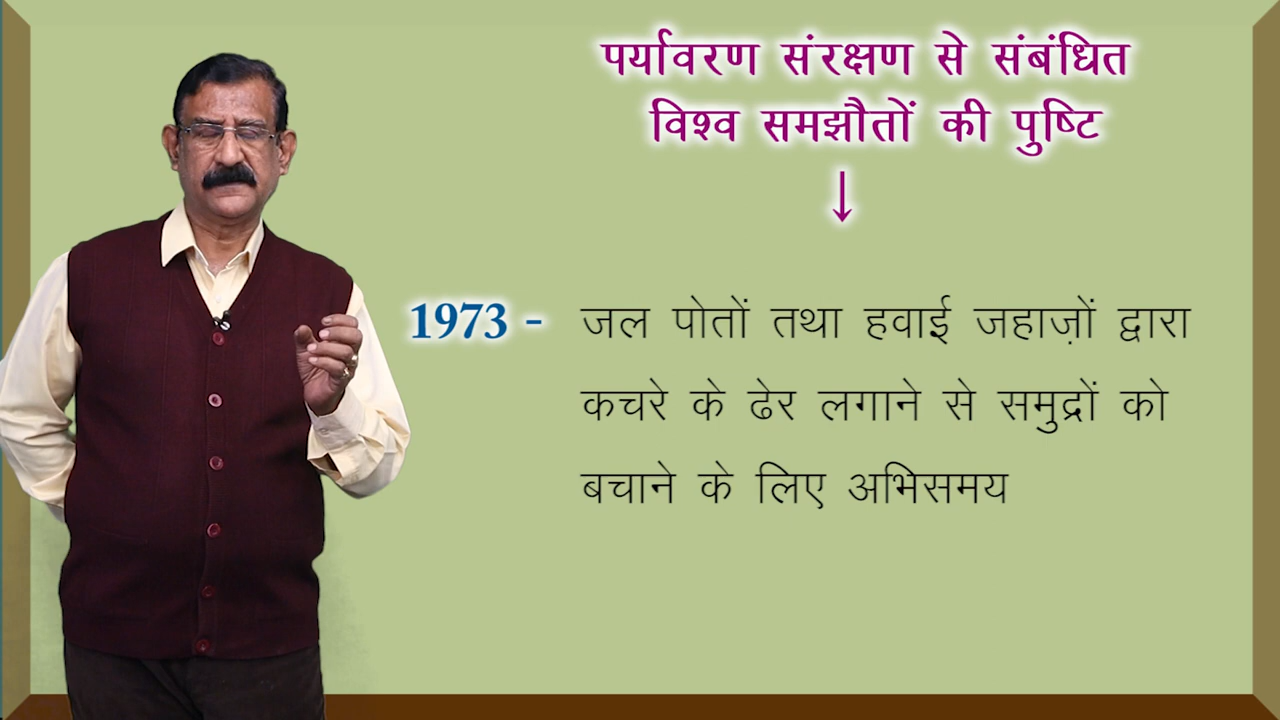 पर्यावरण संरक्षण से संबंधित
विश्व समझौतों की पुष्टि
↓
1973 - जल पोतों तथा हवाई जहाज़ों द्वारा
कचरे के ढेर लगाने से समुद्रों को
बचाने के लिए अभिसमय